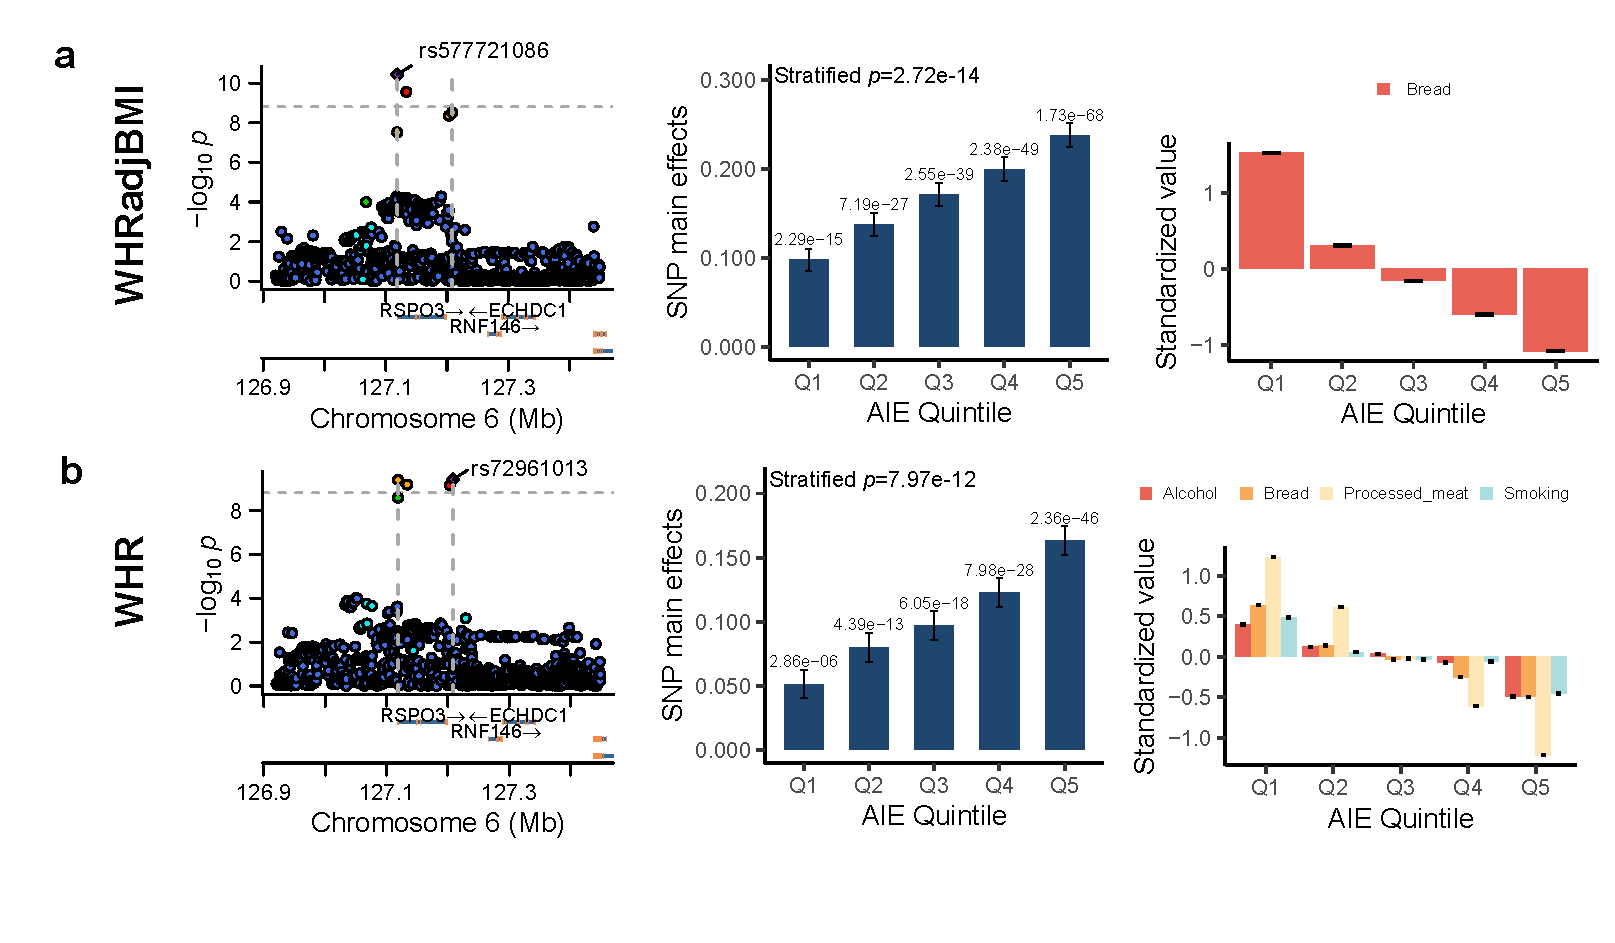 a
WHRadjBMI
rs577721086
10
8
6
4
2
0
−log10 p
RSPO3→ ←ECHDC1
RNF146→
126.9 127.1 127.3
Chromosome 6 (Mb)
Stratified p=2.72e-14
0.300
0.200
0.100
0.000
SNP main effects
2.29e−15
7.19e−27
2.55e−39
2.38e−49
1.73e−68
Q1 Q2 Q3 Q4 Q5
AIE Quintile
Bread
Standardized value
1
0
−1
Q1 Q2 Q3 Q4 Q5
AIE Quintile
b
WHR
rs72961013
8
6
4
2
0
−log10 p
RSPO3→ ←ECHDC1
RNF146→
126.9 127.1 127.3
Chromosome 6 (Mb)
Stratified p=7.97e-12
0.200
0.150
0.100
0.050
0.000
SNP main effects
2.86e−06
4.39e−13
6.05e−18
7.98e−28
2.36e−46
Q1 Q2 Q3 Q4 Q5
AIE Quintile
Alcohol Bread Processed_meat Smoking
Standardized value
1.0
0.5
0.0
−0.5
−1.0
Q1 Q2 Q3 Q4 Q5
AIE Quintile